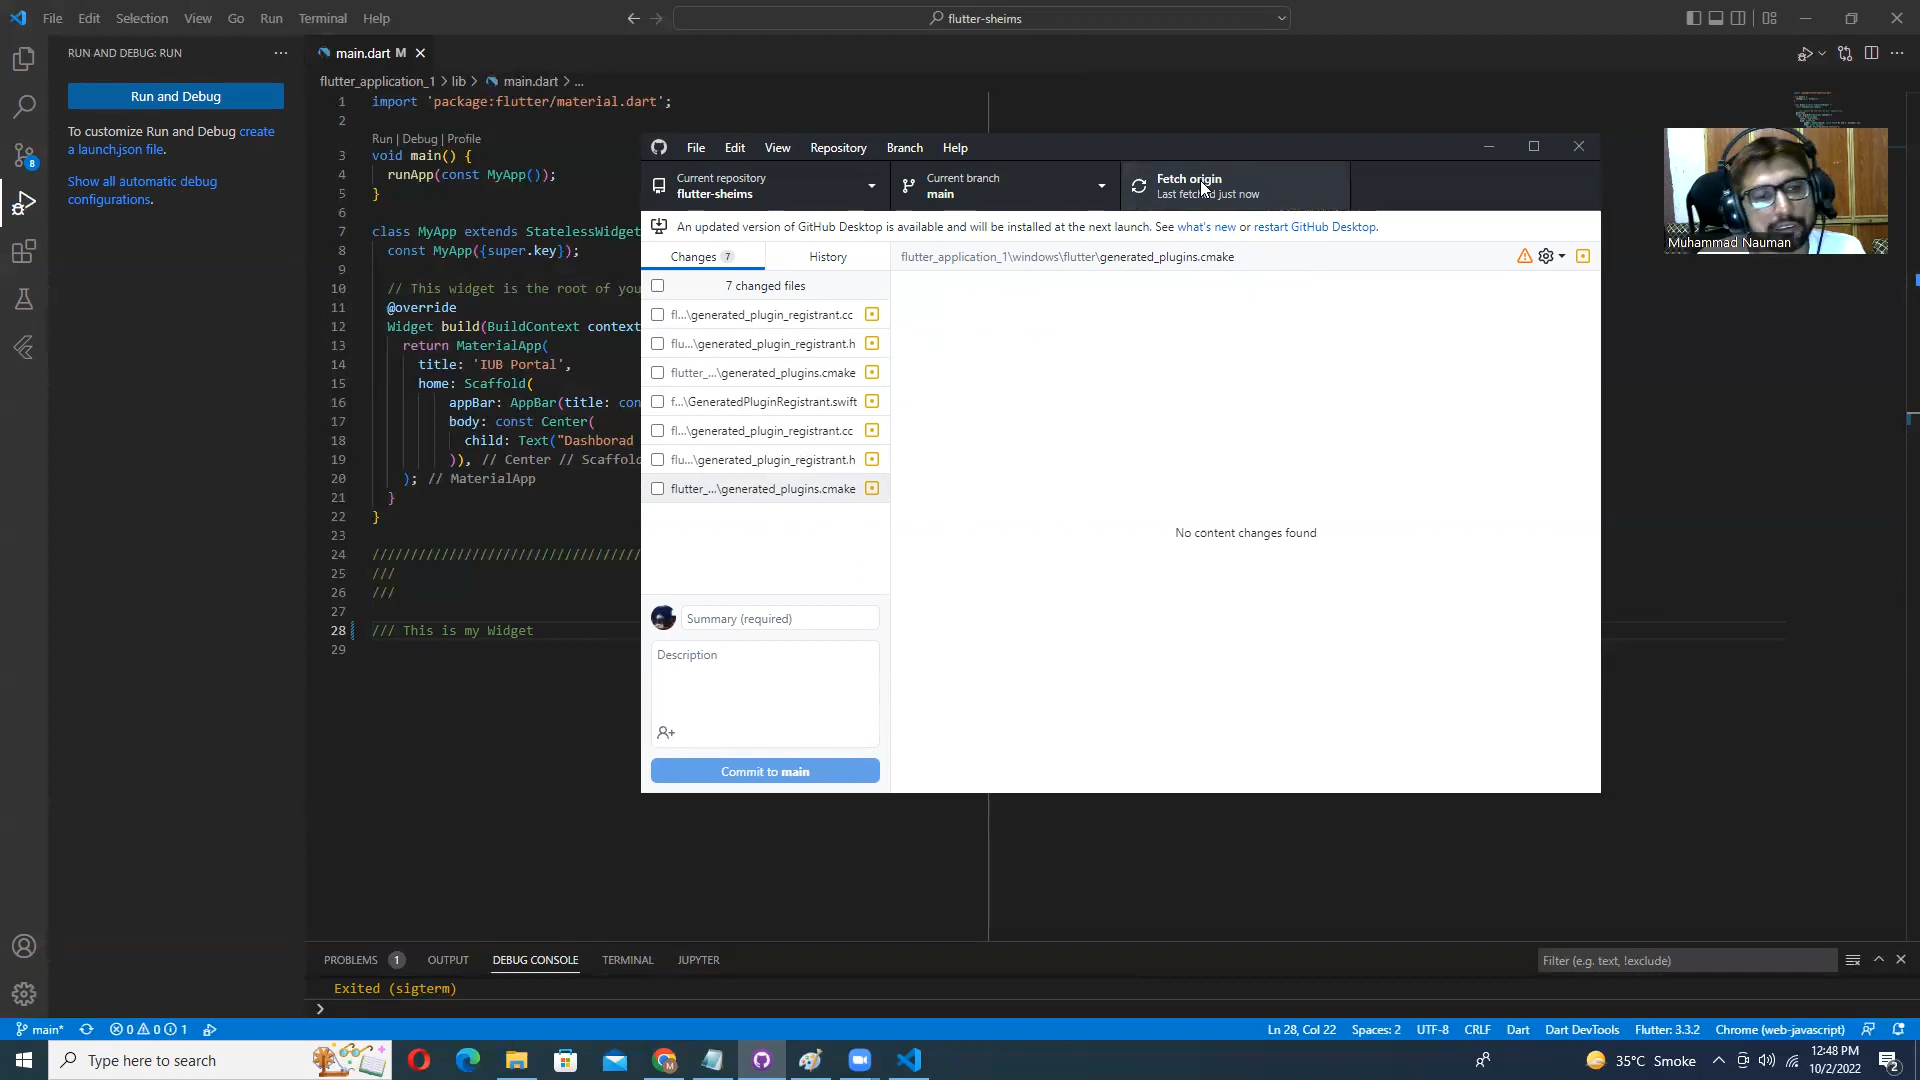 File Edit Selection View Go Run Terminal Help
flutter-sheims
RUN AND DEBUG: RUN
Run and Debug
To customize Run and Debug create
a launch.json file.
Show all automatic debug
configurations.
8
main.dart M
flutter_application_1 > lib > main.dart > ...
1 import 'package:flutter/material.dart';
2
Run | Debug | Profile
3 void main() {
4 runApp(const MyApp());
5 }
6
7 class MyApp extends StatelessWidget
8 const MyApp({super.key});
9
10 // This widget is the root of you
11 @override
12 Widget build(BuildContext context
13 return MaterialApp(
14 title: 'IUB Portal',
15 home: Scaffold(
16 appBar: AppBar(title: con
17 body: const Center(
18 child: Text("Dashborad
19 )), // Center // Scaffold
20 ); // MaterialApp
21 }
22 }
23
24 ///////////////////////////////////
25 ///
26 ///
27
28 /// This is my Widget
29
File Edit View Repository Branch Help
Current repository
flutter-sheims
Current branch
main
Fetch origin
Last fetched just now
An updated version of GitHub Desktop is available and will be installed at the next launch. See what's new or restart GitHub Desktop.
Changes 7
History
flutter_application_1\windows\flutter\generated_plugins.cmake
7 changed files
fl...\generated_plugin_registrant.cc
flu...\generated_plugin_registrant.h
flutter_...\generated_plugins.cmake
f...\GeneratedPluginRegistrant.swift
fl...\generated_plugin_registrant.cc
flu...\generated_plugin_registrant.h
flutter_...\generated_plugins.cmake
No content changes found
Summary (required)
Description
Commit to main
Muhammad Nauman
PROBLEMS 1 OUTPUT DEBUG CONSOLE TERMINAL JUPYTER
Filter (e.g. text, !exclude)
Exited (sigterm)
main* 0 0 1
Ln 28, Col 22 Spaces: 2 UTF-8 CRLF Dart Dart DevTools Flutter: 3.3.2 Chrome (web-javascript)
Type here to search
35°C Smoke
12:48 PM
10/2/2022
2